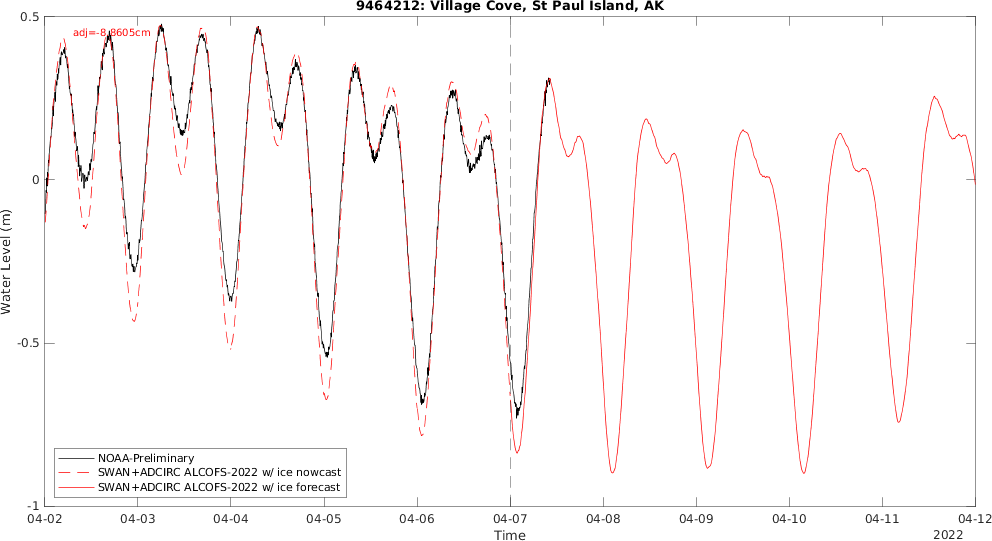 9464212: Village Cove, St Paul Island, AK
adj=-8.8605cm
0.5
0
-0.5
-1
Water Level (m)
NOAA-Preliminary
SWAN+ADCIRC ALCOFS-2022 w/ ice nowcast
SWAN+ADCIRC ALCOFS-2022 w/ ice forecast
04-02 04-03 04-04 04-05 04-06 04-07 04-08 04-09 04-10 04-11 04-12
Time
2022